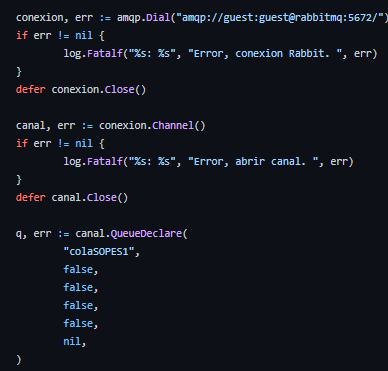 conexion, err := amqp.Dial("amqp://guest:guest@rabbitmq:5672/")
if err != nil {
        log.Fatalf("%s: %s", "Error, conexion Rabbit. ", err)
}
defer conexion.Close()

canal, err := conexion.Channel()
if err != nil {
        log.Fatalf("%s: %s", "Error, abrir canal. ", err)
}
defer canal.Close()

q, err := canal.QueueDeclare(
        "colaSOPES1",
        false,
        false,
        false,
        false,
        nil,
)